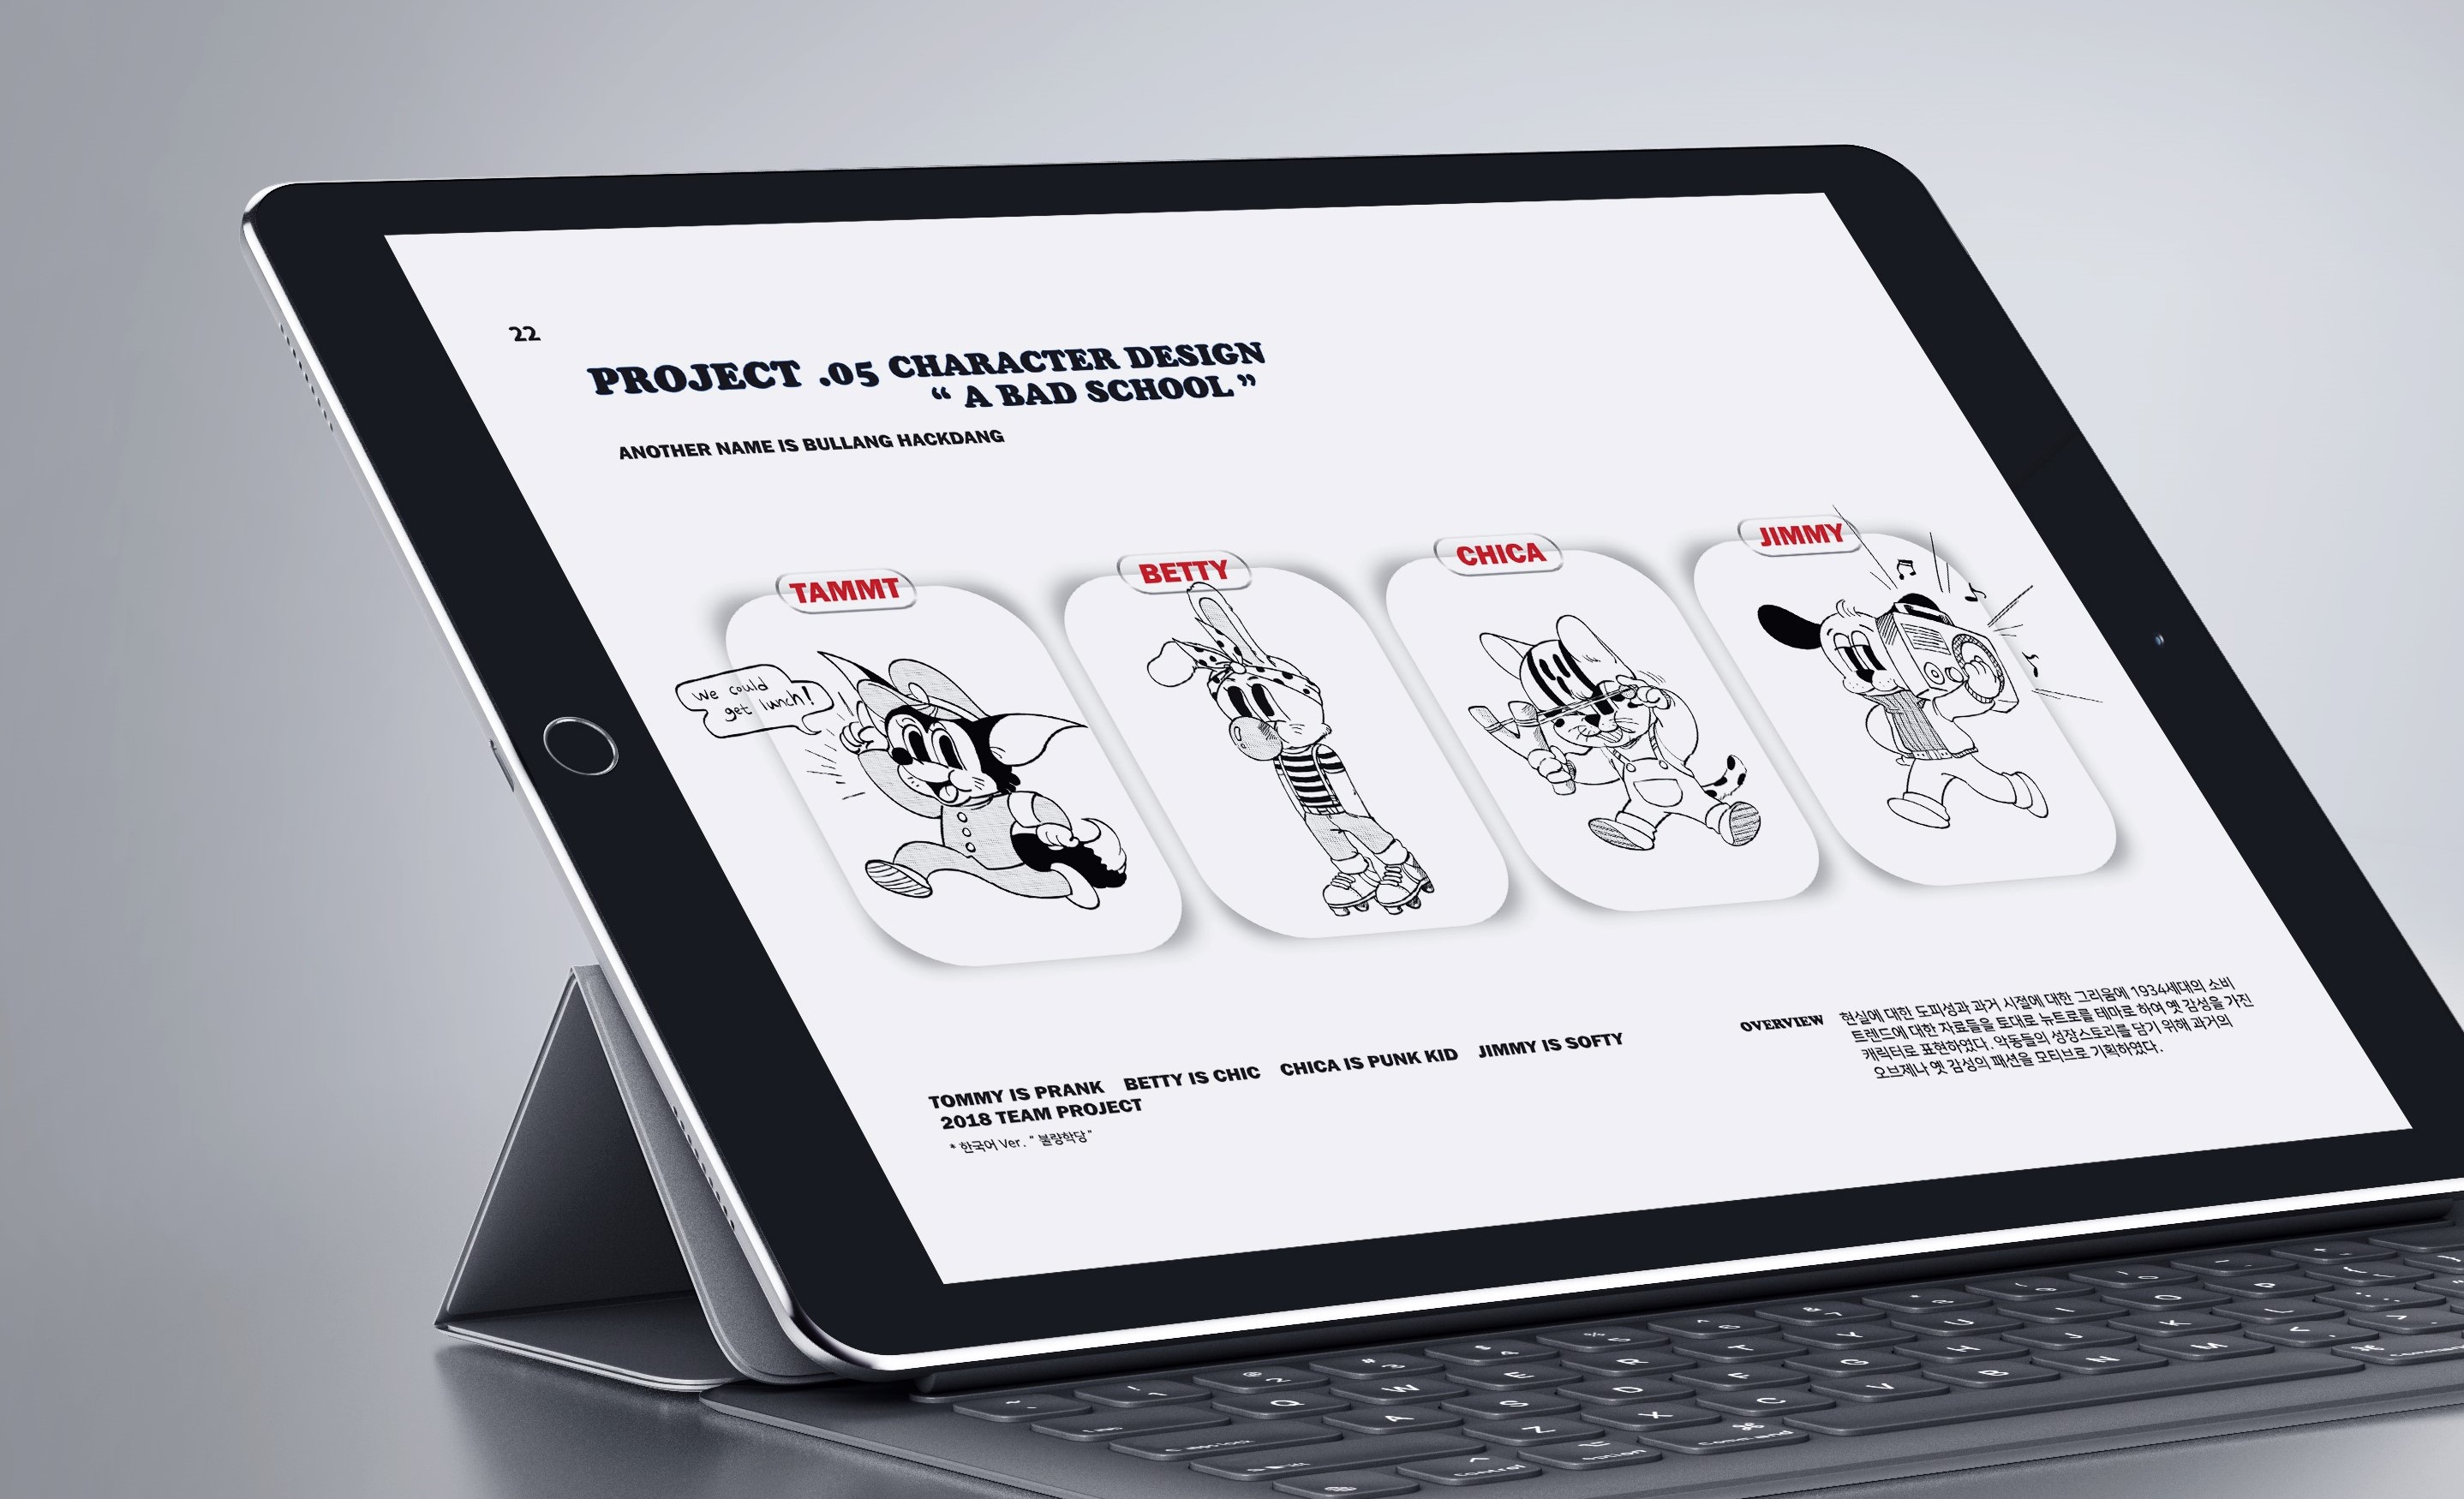 22
PROJECT .05 CHARACTER DESIGN
“ A BAD SCHOOL ”
ANOTHER NAME IS BULLANG HACKDANG
TAMMT
BETTY
CHICA
JIMMY
we could
get lunch!
TOMMY IS PRANK BETTY IS CHIC CHICA IS PUNK KID JIMMY IS SOFTY
2018 TEAM PROJECT
* 한국어 Ver. “ 불량학당”
OVERVIEW
현실에 대한 도피성과 과거 시절에 대한 그리움에 1934세대의 소비
트렌드에 대한 자료들을 토대로 뉴트로를 테마로 하여 옛 감성을 가진
캐릭터로 표현하였다. 악동들의 성장스토리를 담기 위해 과거의
오브제나 옛 감성의 패션을 모티브로 기획하였다.
Q W E R T Y U I O P
A S D F G H J K L
Z X C V B N M
control option command